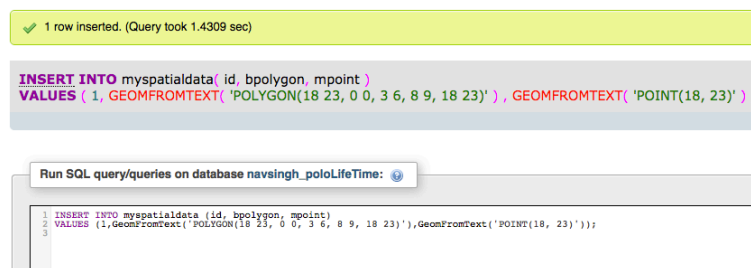 1 row inserted. (Query took 1.4309 sec)
INSERT INTO myspatialdata( id, bpolygon, mpoint )
VALUES ( 1, GEOMFROMTEXT( 'POLYGON(18 23, 0 0, 3 6, 8 9, 18 23)' ) , GEOMFROMTEXT( 'POINT(18, 23)' ) )
Run SQL query/queries on database navsingh_poloLifeTime:
1 INSERT INTO myspatialdata (id, bpolygon, mpoint)
2 VALUES (1,GeomFromText('POLYGON(18 23, 0 0, 3 6, 8 9, 18 23)'),GeomFromText('POINT(18, 23)'));
3